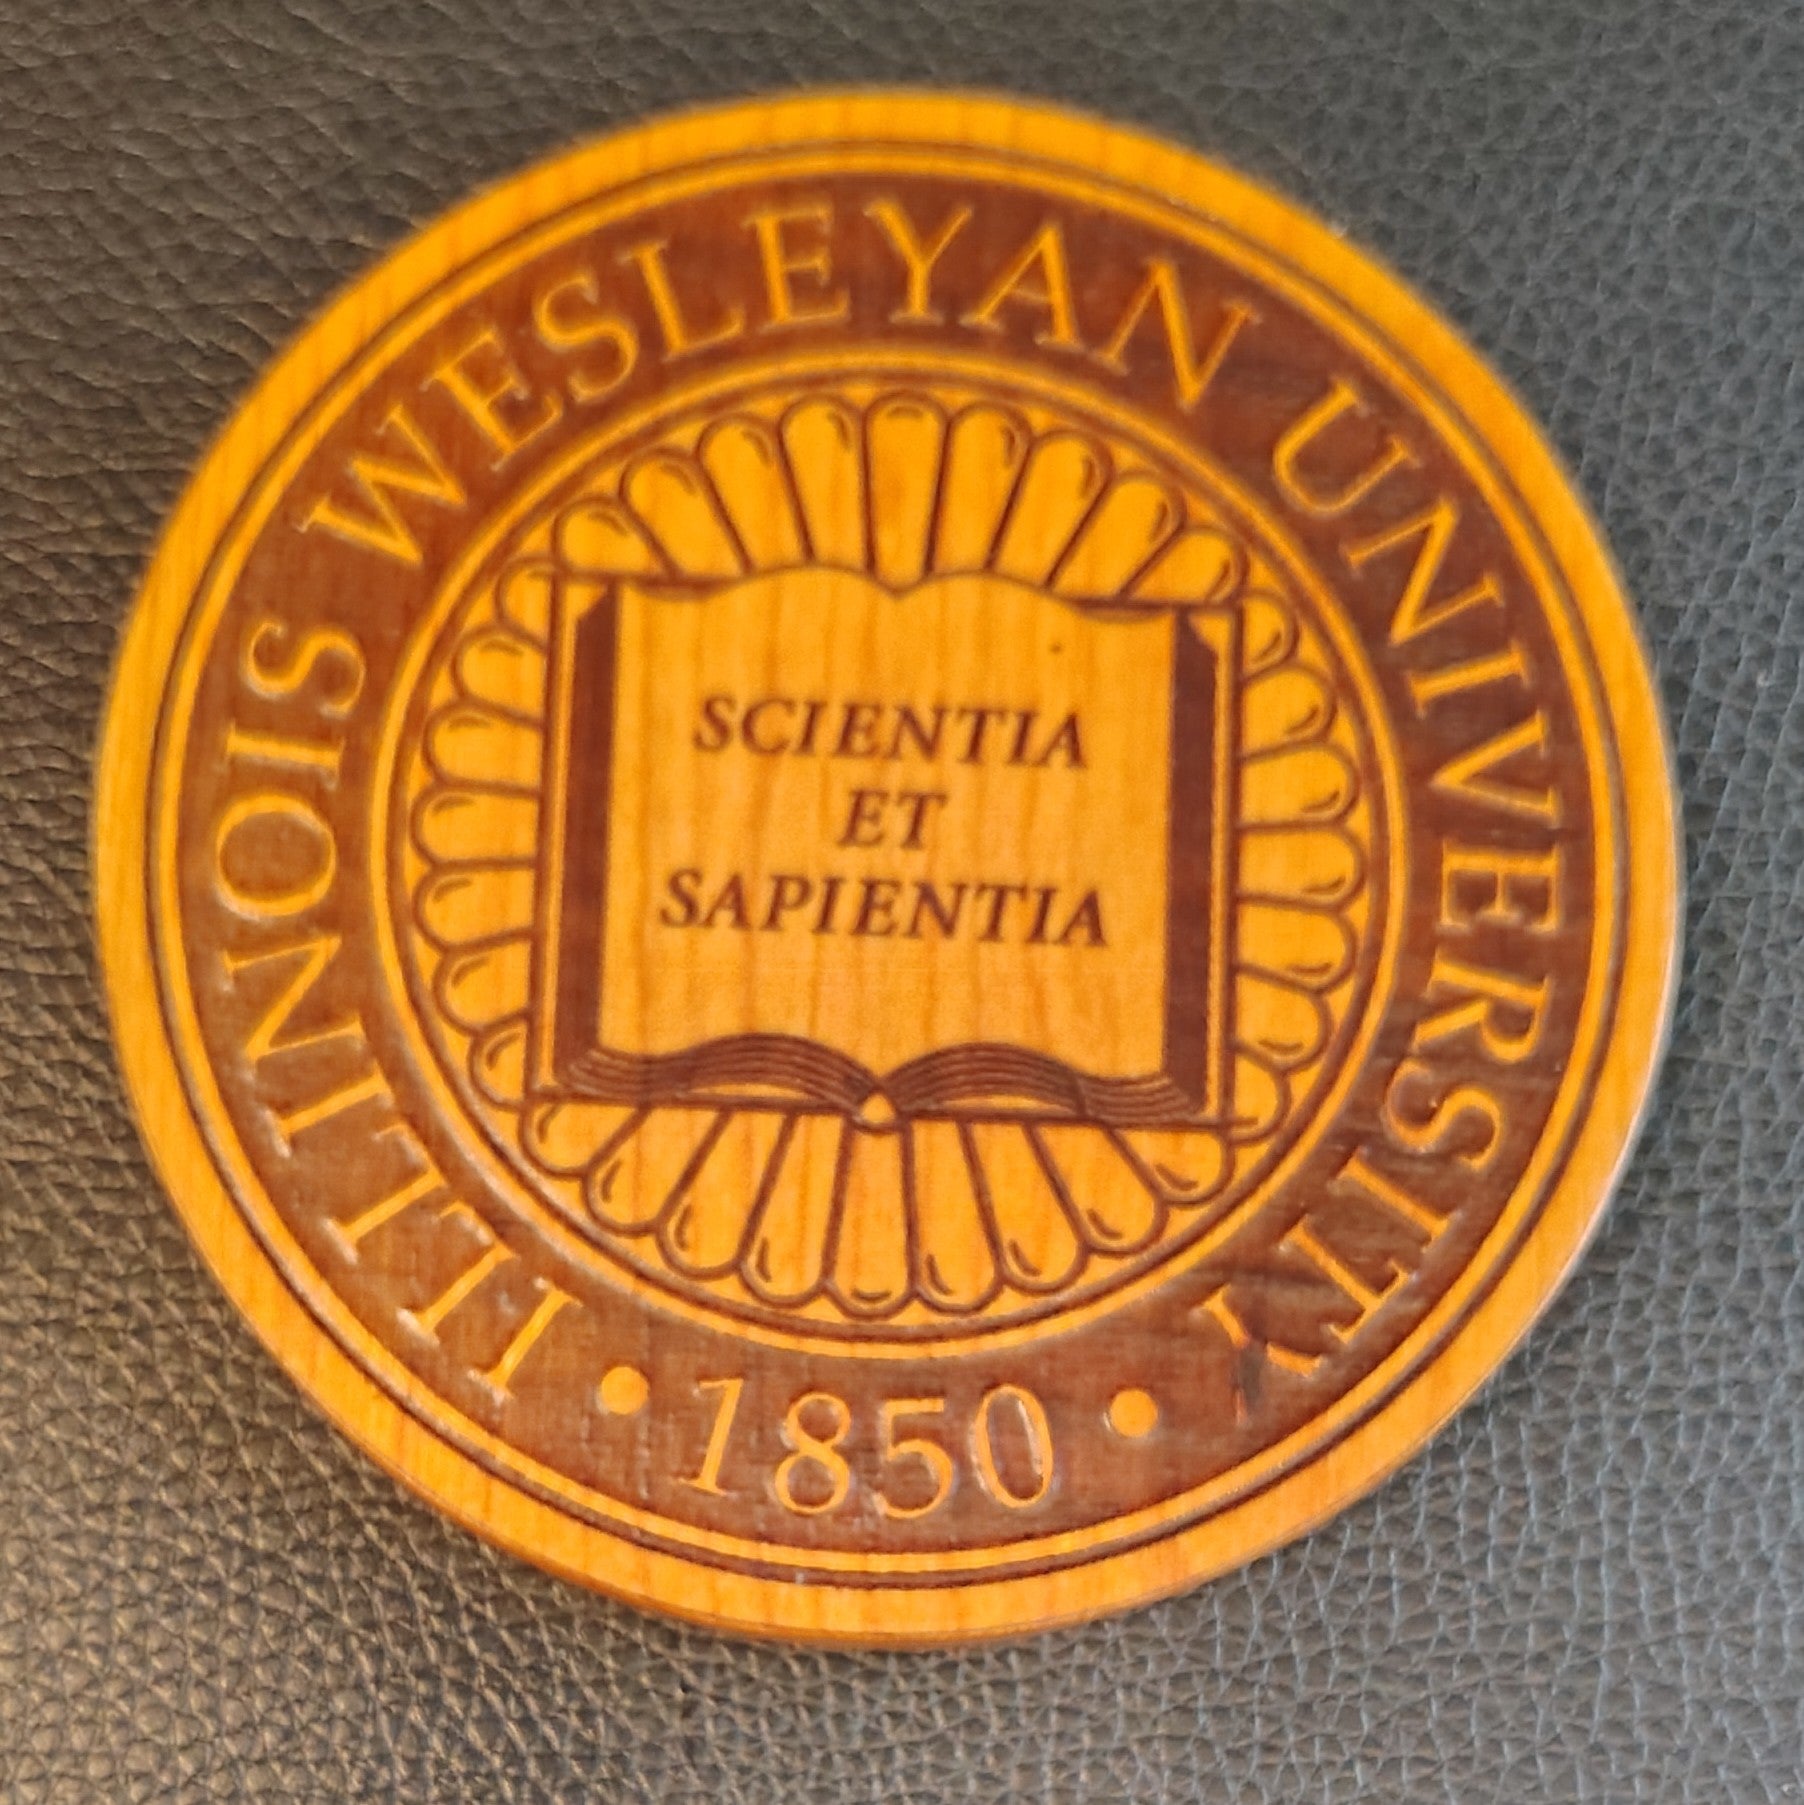 ILLINOIS WESLEYAN UNIVERSITY
SCIENTIA
ET
SAPIENTIA
• 1850 •